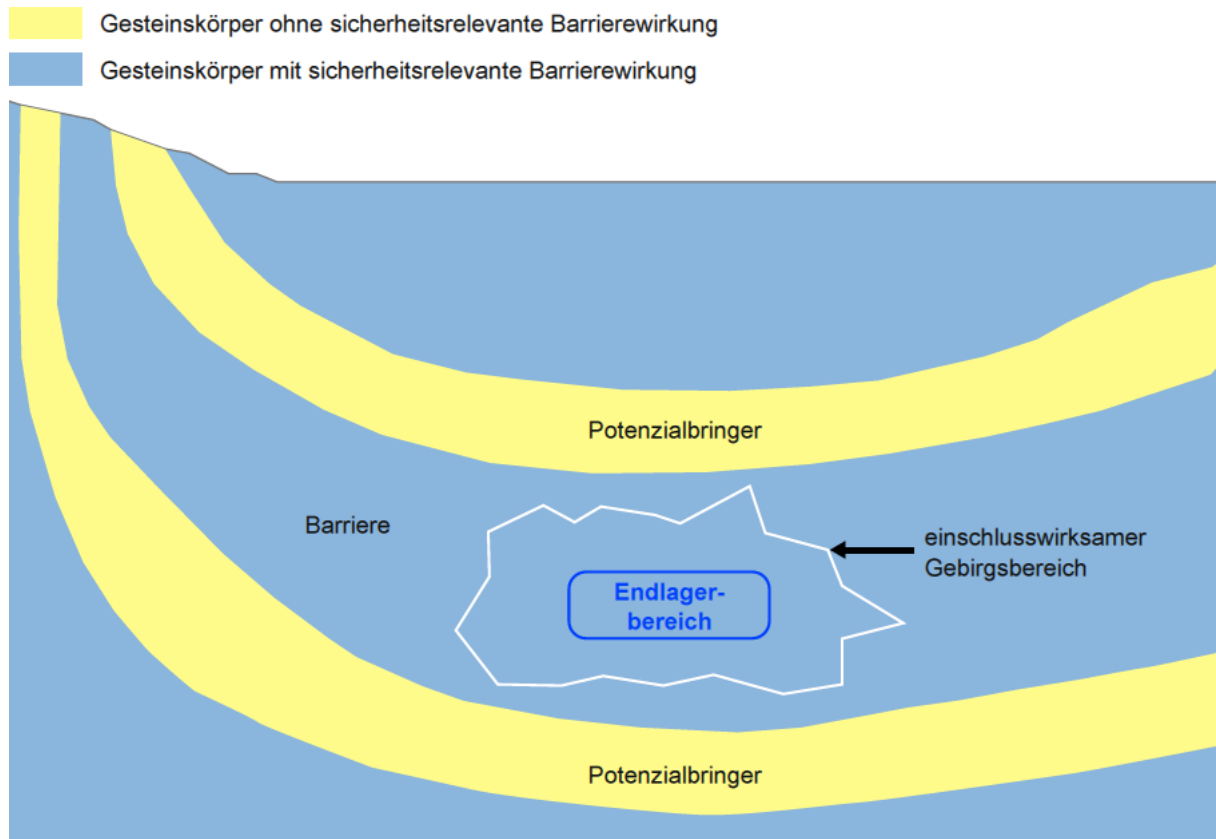 Gesteinskörper ohne sicherheitsrelevante Barrierewirkung
Gesteinskörper mit sicherheitsrelevante Barrierewirkung
Potenzialbringer
Barriere
einschlusswirksamer
Gebirgsbereich
Endlager-
bereich
Potenzialbringer